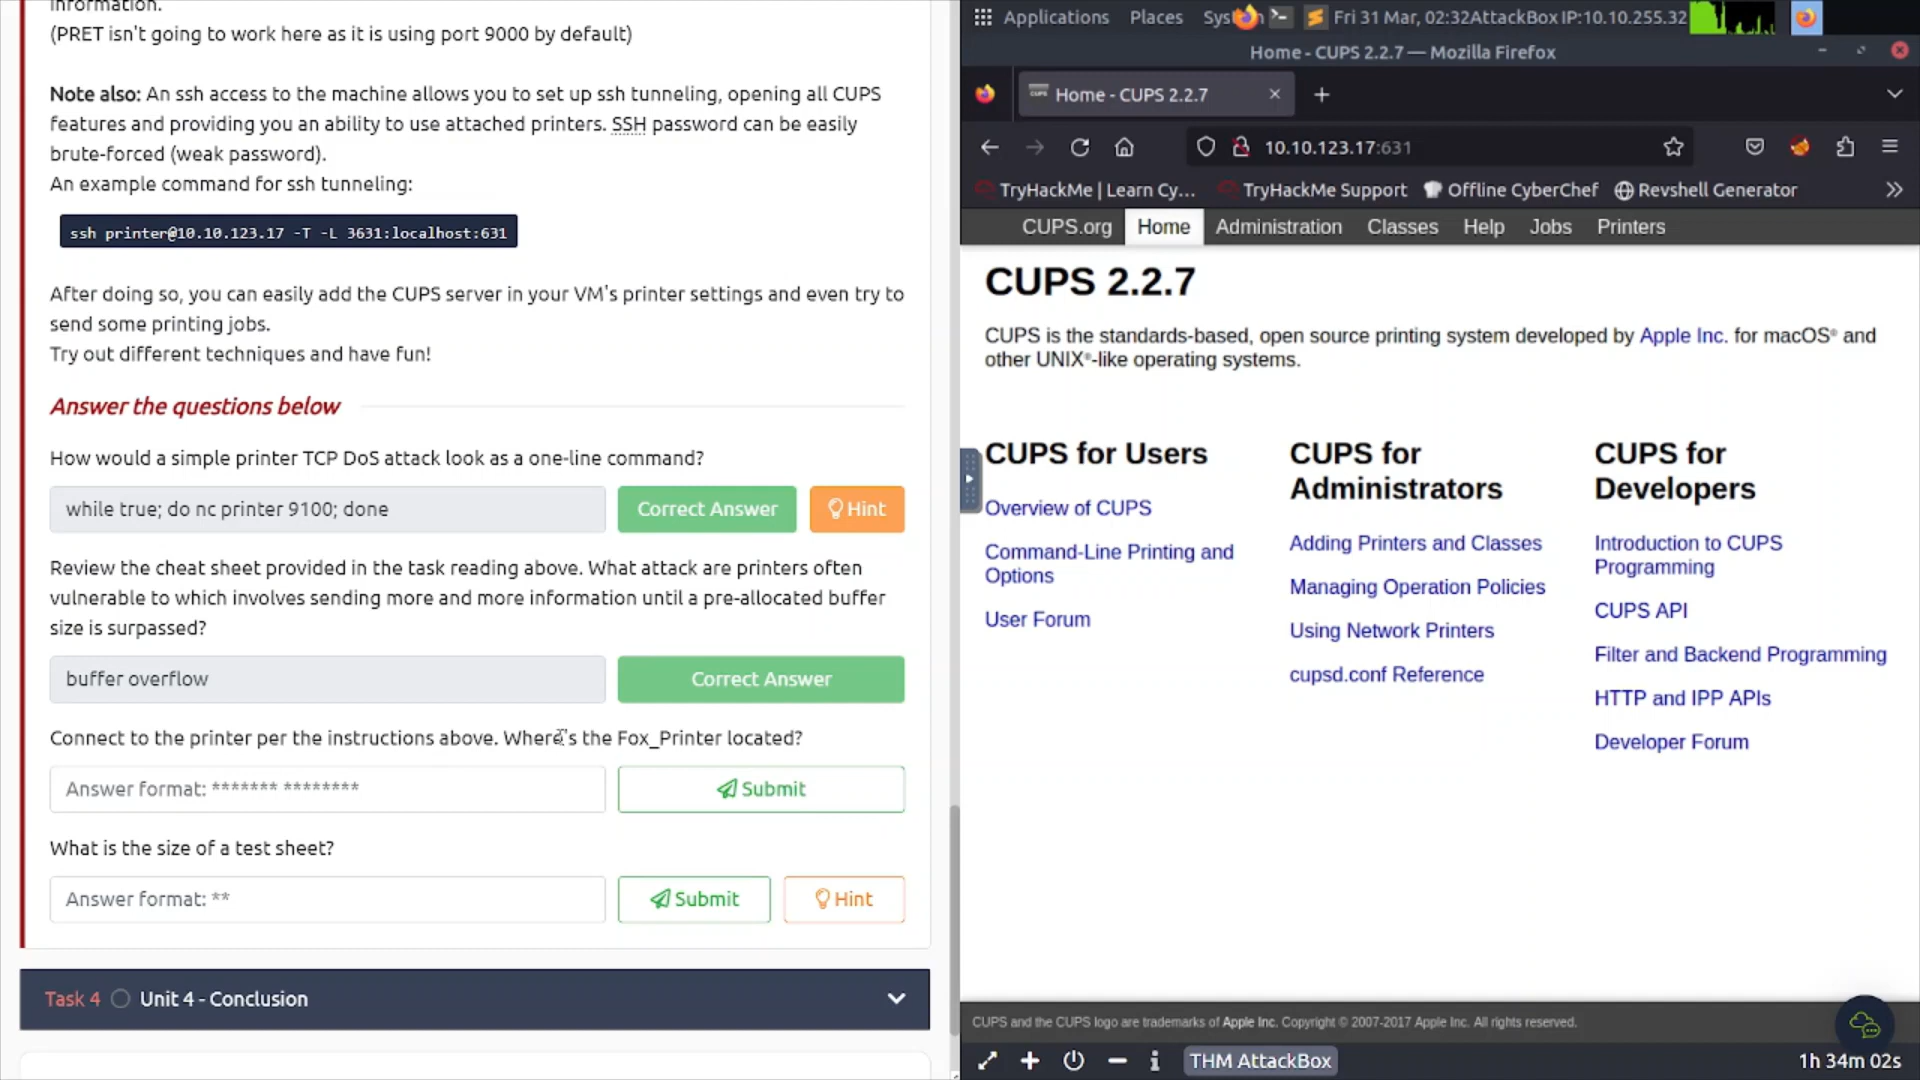 information.
(PRET isn't going to work here as it is using port 9000 by default)
Note also: An ssh access to the machine allows you to set up ssh tunneling, opening all CUPS
features and providing you an ability to use attached printers. SSH password can be easily
brute-forced (weak password).
An example command for ssh tunneling:
ssh printer@10.10.123.17 -T -L 3631:localhost:631
After doing so, you can easily add the CUPS server in your VM's printer settings and even try to
send some printing jobs.
Try out different techniques and have fun!
Answer the questions below
How would a simple printer TCP DoS attack look as a one-line command?
while true; do nc printer 9100; done
Correct Answer
Hint
Review the cheat sheet provided in the task reading above. What attack are printers often
vulnerable to which involves sending more and more information until a pre-allocated buffer
size is surpassed?
buffer overflow
Correct Answer
Connect to the printer per the instructions above. Where's the Fox_Printer located?
Answer format: ******* ********
Submit
What is the size of a test sheet?
Answer format: **
Submit
Hint
Task 4
Unit 4 - Conclusion
Applications Places Sys
Fri 31 Mar, 02:32 AttackBox IP:10.10.255.32
Home - CUPS 2.2.7 — Mozilla Firefox
Home - CUPS 2.2.7
10.10.123.17:631
TryHackMe | Learn Cy... TryHackMe Support Offline CyberChef Revshell Generator
CUPS.org Home Administration Classes Help Jobs Printers
CUPS 2.2.7
CUPS is the standards-based, open source printing system developed by Apple Inc. for macOS® and
other UNIX®-like operating systems.
CUPS for Users
Overview of CUPS
Command-Line Printing and
Options
User Forum
CUPS for
Administrators
Adding Printers and Classes
Managing Operation Policies
Using Network Printers
cupsd.conf Reference
CUPS for
Developers
Introduction to CUPS
Programming
CUPS API
Filter and Backend Programming
HTTP and IPP APIs
Developer Forum
CUPS and the CUPS logo are trademarks of Apple Inc. Copyright © 2007-2017 Apple Inc. All rights reserved.
THM AttackBox
1h 34m 02s